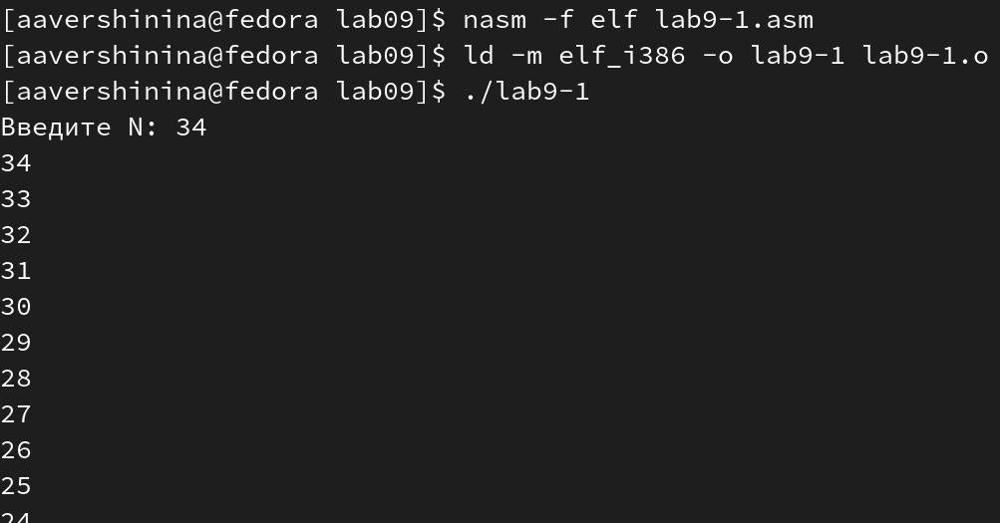 [aavershinina@fedora lab09]$ nasm -f elf lab9-1.asm
[aavershinina@fedora lab09]$ ld -m elf_i386 -o lab9-1 lab9-1.o
[aavershinina@fedora lab09]$ ./lab9-1
Введите N: 34
34
33
32
31
30
29
28
27
26
25
24